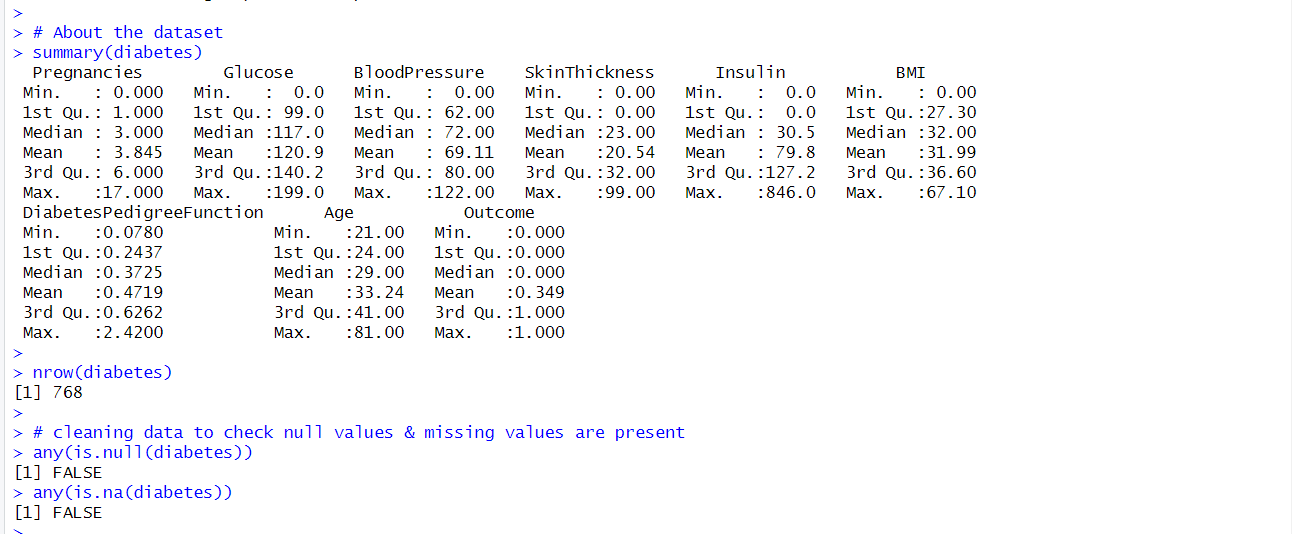 >
> # About the dataset
> summary(diabetes)
  Pregnancies        Glucose      BloodPressure    SkinThickness      Insulin           BMI
 Min.   : 0.000   Min.   :  0.0   Min.   :  0.00   Min.   : 0.00   Min.   :  0.0   Min.   : 0.00
 1st Qu.: 1.000   1st Qu.: 99.0   1st Qu.: 62.00   1st Qu.: 0.00   1st Qu.:  0.0   1st Qu.:27.30
 Median : 3.000   Median :117.0   Median : 72.00   Median :23.00   Median : 30.5   Median :32.00
 Mean   : 3.845   Mean   :120.9   Mean   : 69.11   Mean   :20.54   Mean   : 79.8   Mean   :31.99
 3rd Qu.: 6.000   3rd Qu.:140.2   3rd Qu.: 80.00   3rd Qu.:32.00   3rd Qu.:127.2   3rd Qu.:36.60
 Max.   :17.000   Max.   :199.0   Max.   :122.00   Max.   :99.00   Max.   :846.0   Max.   :67.10
 DiabetesPedigreeFunction      Age           Outcome
 Min.   :0.0780           Min.   :21.00   Min.   :0.000
 1st Qu.:0.2437           1st Qu.:24.00   1st Qu.:0.000
 Median :0.3725           Median :29.00   Median :0.000
 Mean   :0.4719           Mean   :33.24   Mean   :0.349
 3rd Qu.:0.6262           3rd Qu.:41.00   3rd Qu.:1.000
 Max.   :2.4200           Max.   :81.00   Max.   :1.000
>
> nrow(diabetes)
[1] 768
>
> # cleaning data to check null values & missing values are present
> any(is.null(diabetes))
[1] FALSE
> any(is.na(diabetes))
[1] FALSE
>